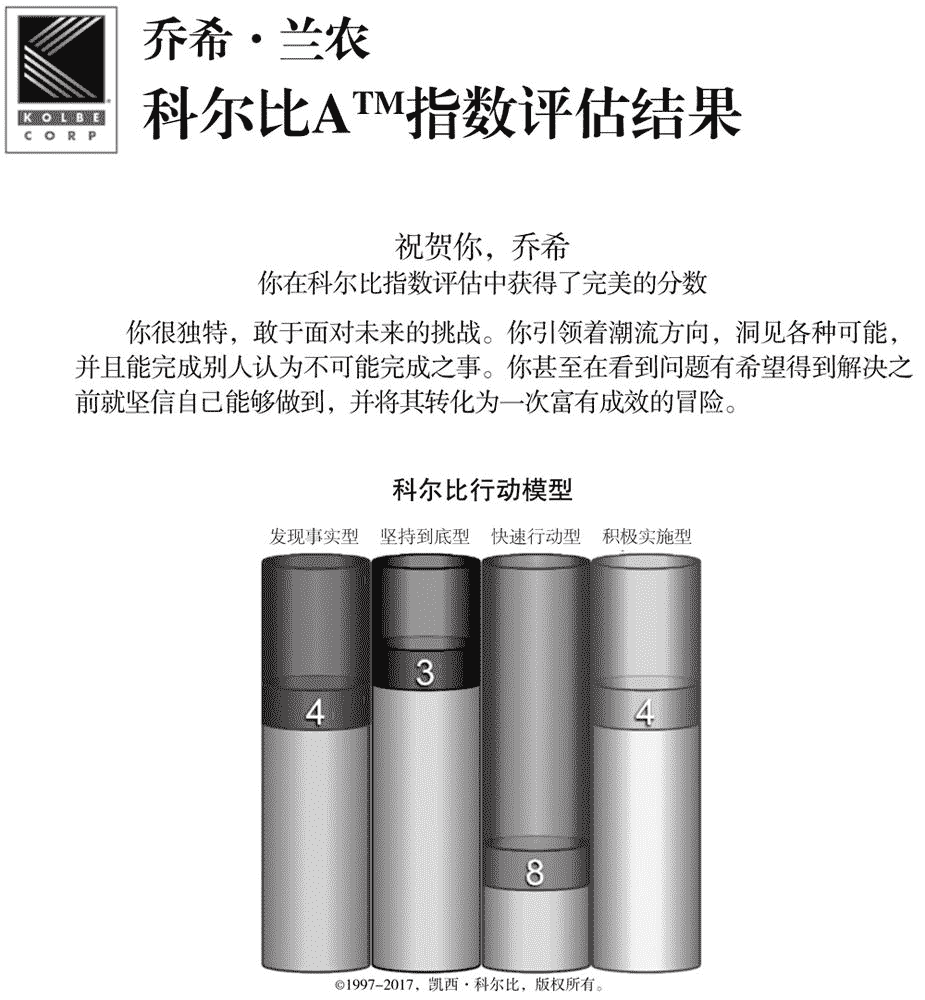 KOLBE
CORP
乔希·兰农
科尔比A™指数评估结果
祝贺你，乔希
你在科尔比指数评估中获得了完美的分数
你很独特，敢于面对未来的挑战。你引领着潮流方向，洞见各种可能，
并且能完成别人认为不可能完成之事。你甚至在看到问题有希望得到解决之
前就坚信自己能够做到，并将其转化为一次富有成效的冒险。
科尔比行动模型
发现事实型 坚持到底型 快速行动型 积极实施型
3
4 4
8
©1997-2017，凯西·科尔比，版权所有。